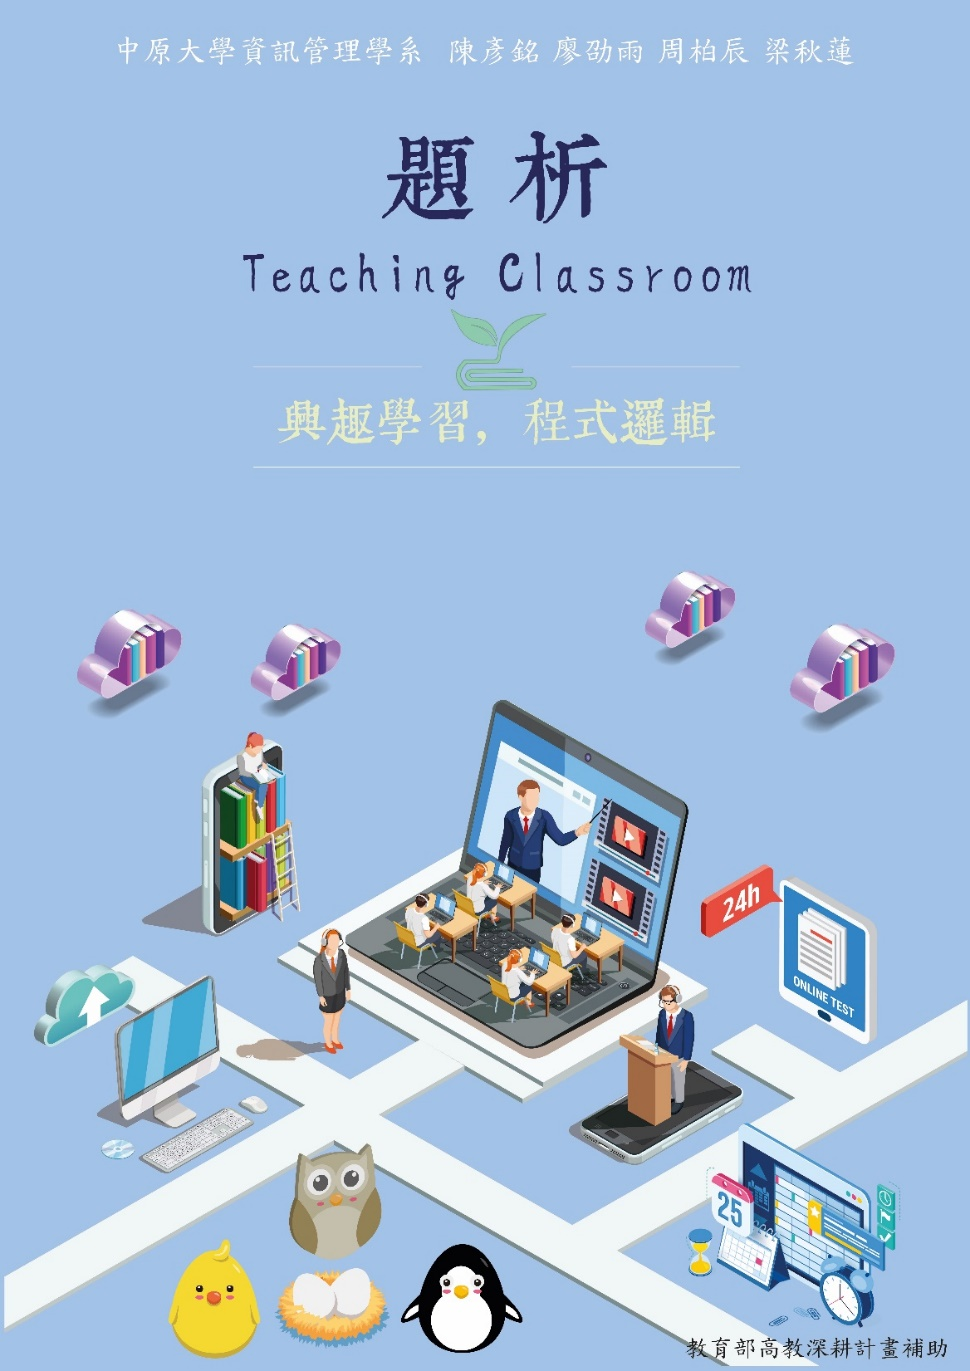 中原大學資訊管理學系 陳彥銘 廖劭雨 周柏辰 梁秋蓮
題析
Teaching Classroom
興趣學習，程式邏輯
24h
ONLINE TEST
25
教育部高教深耕計畫補助